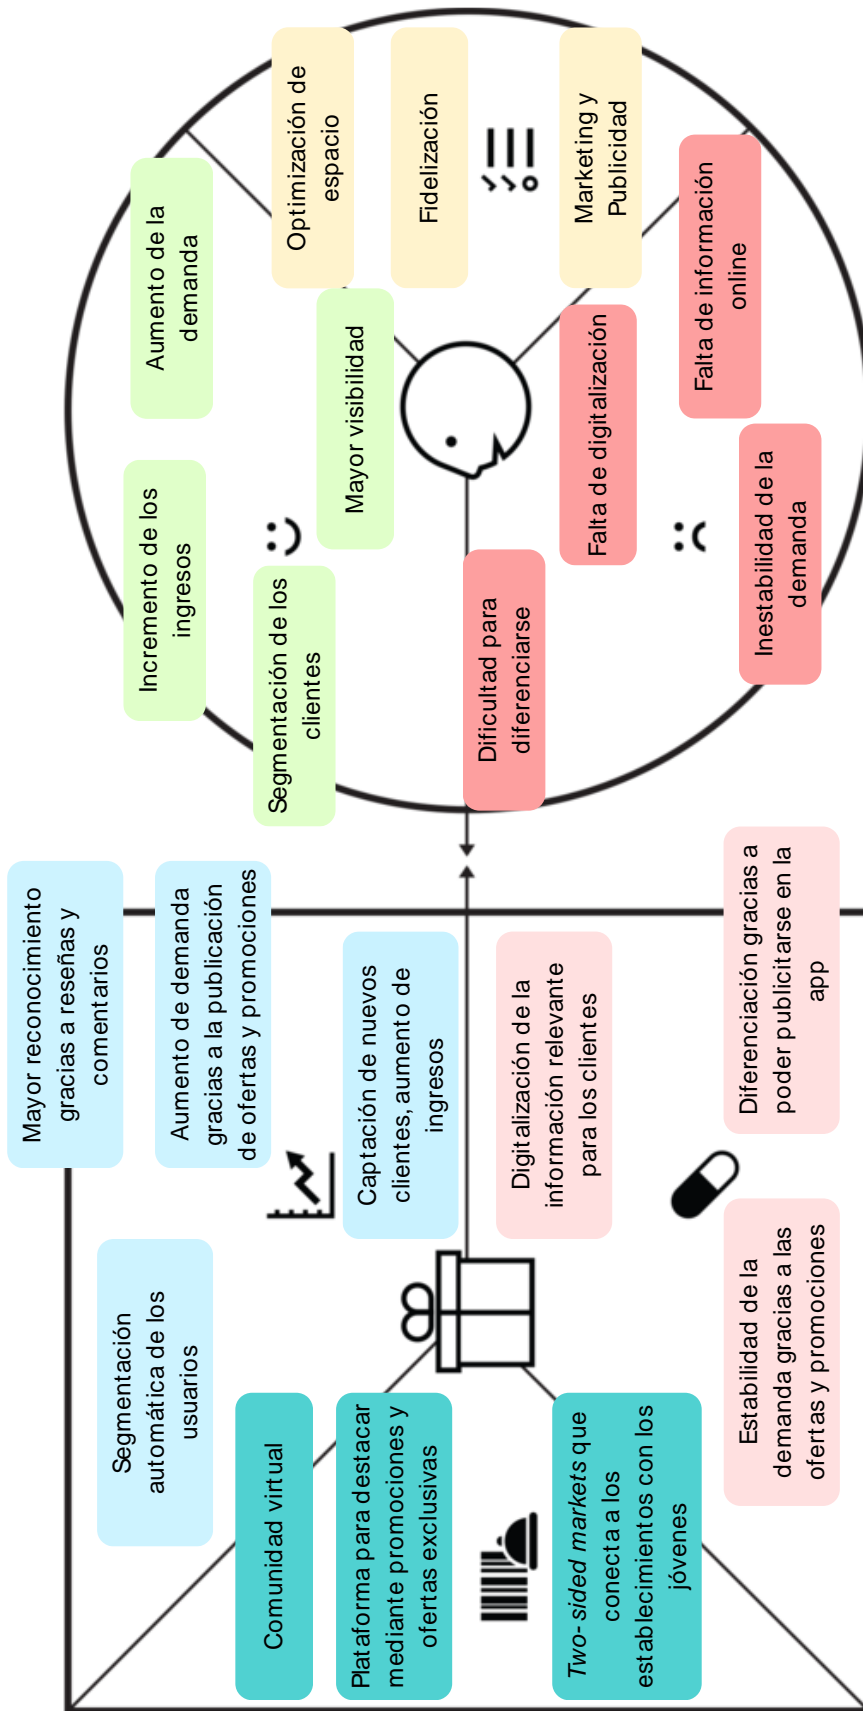 Mayor reconocimiento
gracias a reseñas y
comentarios
Segmentación
automática de los
usuarios
Aumento de demanda
gracias a la publicación
de ofertas y promociones
Captación de nuevos
clientes, aumento de
ingresos
Comunidad virtual
Plataforma para destacar
mediante promociones y
ofertas exclusivas
Two-sided markets que
conecta a los
establecimientos con los
jóvenes
Digitalización de la
información relevante
para los clientes
Estabilidad de la
demanda gracias a las
ofertas y promociones
Diferenciación gracias a
poder publicitarse en la
app
Incremento de los
ingresos
Aumento de la
demanda
Segmentación de los
clientes
Mayor visibilidad
Optimización de
espacio
Fidelización
Marketing y
Publicidad
Dificultad para
diferenciarse
Falta de digitalización
Falta de información
online
Inestabilidad de la
demanda